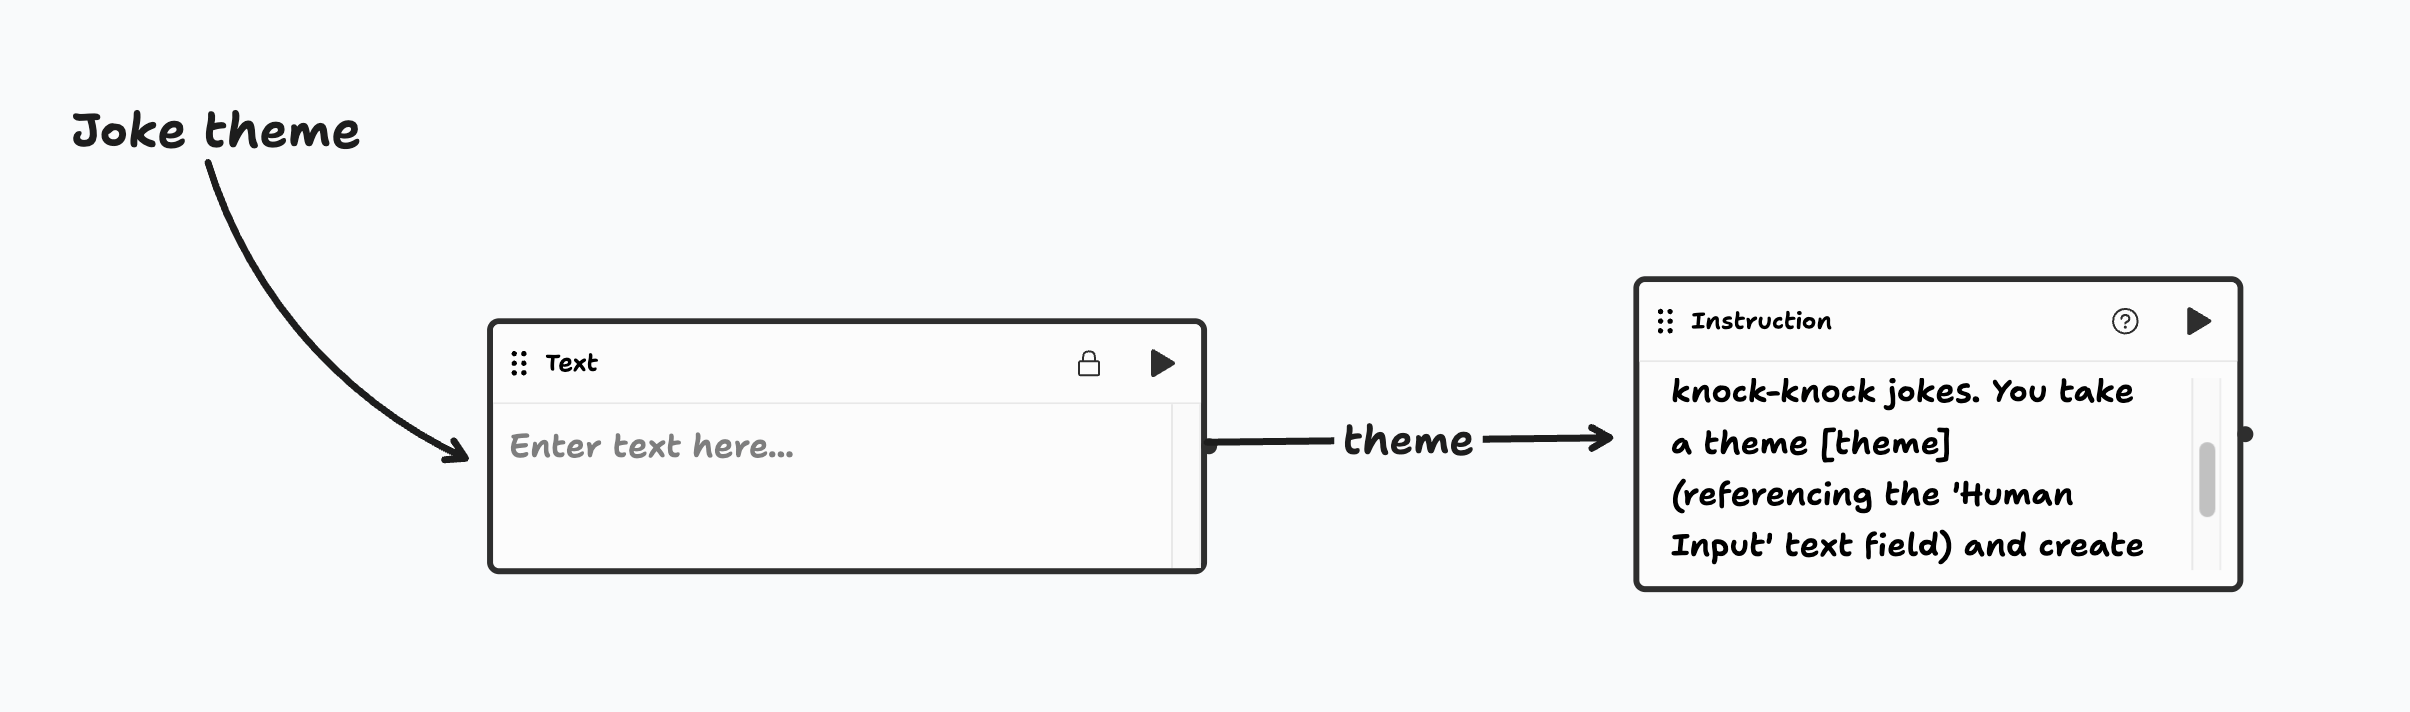 Joke theme
Text
Enter text here...
theme
Instruction
knock-knock jokes. You take
a theme [theme]
(referencing the 'Human
Input' text field) and create